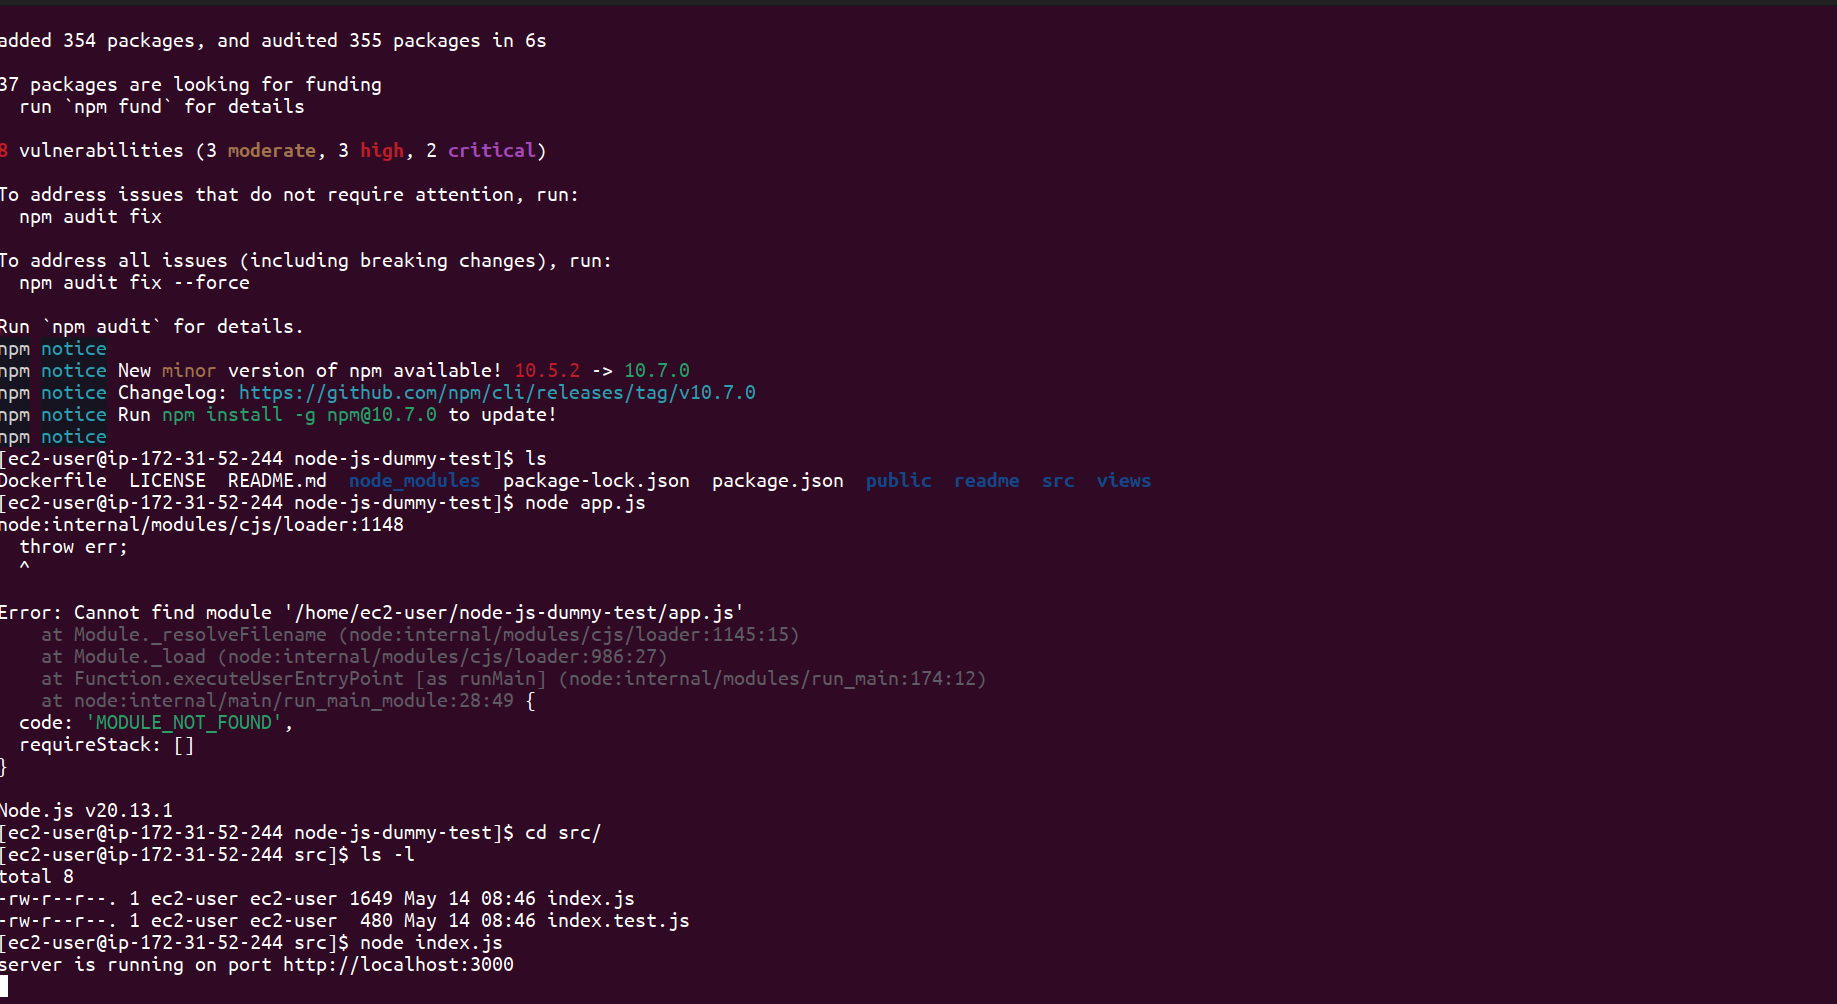 added 354 packages, and audited 355 packages in 6s
37 packages are looking for funding
  run `npm fund` for details
8 vulnerabilities (3 moderate, 3 high, 2 critical)
To address issues that do not require attention, run:
  npm audit fix
To address all issues (including breaking changes), run:
  npm audit fix --force
Run `npm audit` for details.
npm notice
npm notice New minor version of npm available! 10.5.2 -> 10.7.0
npm notice Changelog: https://github.com/npm/cli/releases/tag/v10.7.0
npm notice Run npm install -g npm@10.7.0 to update!
npm notice
[ec2-user@ip-172-31-52-244 node-js-dummy-test]$ ls
Dockerfile  LICENSE  README.md  node_modules  package-lock.json  package.json  public  readme  src  views
[ec2-user@ip-172-31-52-244 node-js-dummy-test]$ node app.js
node:internal/modules/cjs/loader:1148
  throw err;
  ^
Error: Cannot find module '/home/ec2-user/node-js-dummy-test/app.js'
    at Module._resolveFilename (node:internal/modules/cjs/loader:1145:15)
    at Module._load (node:internal/modules/cjs/loader:986:27)
    at Function.executeUserEntryPoint [as runMain] (node:internal/modules/run_main:174:12)
    at node:internal/main/run_main_module:28:49 {
  code: 'MODULE_NOT_FOUND',
  requireStack: []
}
Node.js v20.13.1
[ec2-user@ip-172-31-52-244 node-js-dummy-test]$ cd src/
[ec2-user@ip-172-31-52-244 src]$ ls -l
total 8
-rw-r--r--. 1 ec2-user ec2-user 1649 May 14 08:46 index.js
-rw-r--r--. 1 ec2-user ec2-user  480 May 14 08:46 index.test.js
[ec2-user@ip-172-31-52-244 src]$ node index.js
server is running on port http://localhost:3000